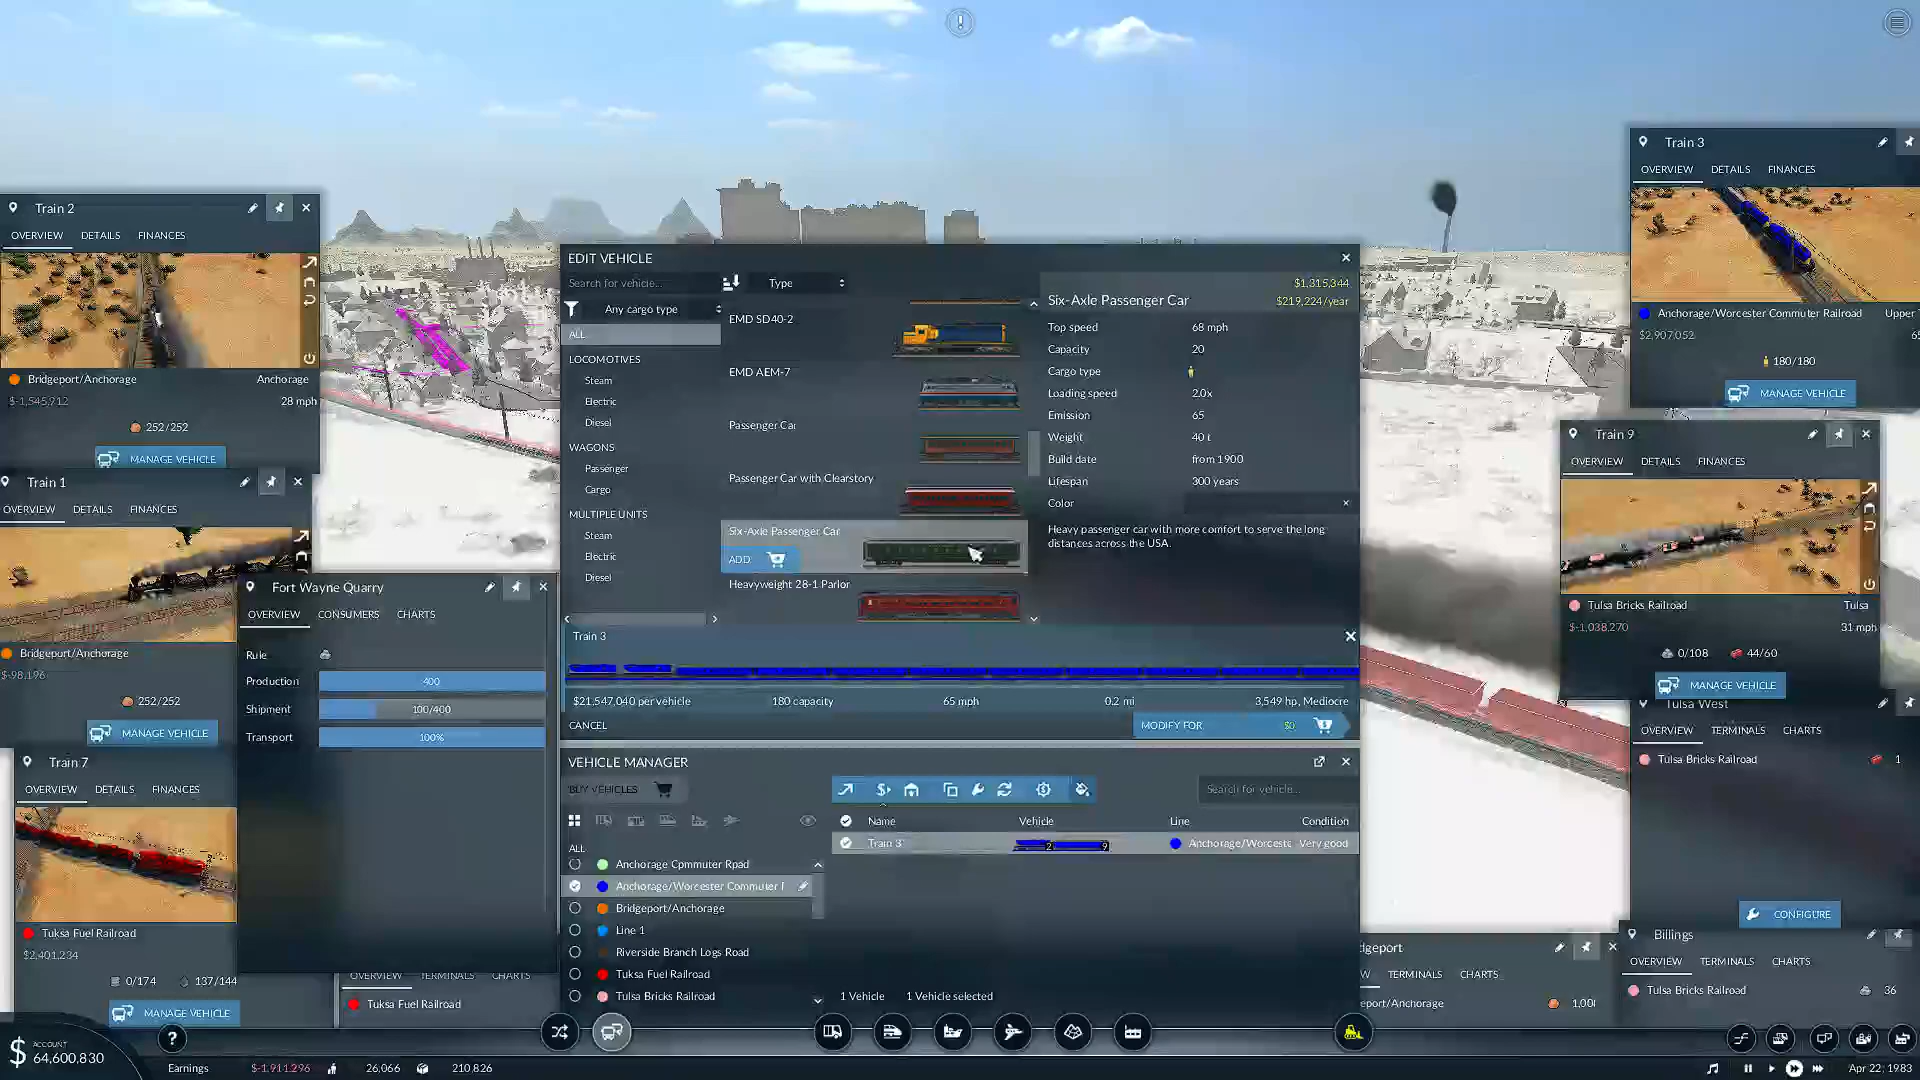 Train 2
OVERVIEW DETAILS FINANCES
Bridgeport/Anchorage Anchorage
$-1,545,912 28 mph
252/252
MANAGE VEHICLE
Train 1
OVERVIEW DETAILS FINANCES
Bridgeport/Anchorage
$-98,196
252/252
MANAGE VEHICLE
Train 7
OVERVIEW DETAILS FINANCES
Tuksa Fuel Railroad
$2,401,234
0/174 137/144
MANAGE VEHICLE
Fort Wayne Quarry
OVERVIEW CONSUMERS CHARTS
Rule
Production 400
Shipment 100/400
Transport 100%
OVERVIEW TERMINALS CHARTS
Tuksa Fuel Railroad
EDIT VEHICLE
Search for vehicle...
Type
Any cargo type
ALL
LOCOMOTIVES
Steam
Electric
Diesel
WAGONS
Passenger
Cargo
MULTIPLE UNITS
Steam
Electric
Diesel
EMD SD40-2
EMD AEM-7
Passenger Car
Passenger Car with Clearstory
Six-Axle Passenger Car
ADD
Heavyweight 28-1 Parlor
$1,315,344
Six-Axle Passenger Car $219,224/year
Top speed 68 mph
Capacity 20
Cargo type
Loading speed 2.0x
Emission 65
Weight 40 t
Build date from 1900
Lifespan 300 years
Color
Heavy passenger car with more comfort to serve the long
distances across the USA.
Train 3
$21,547,040 per vehicle 180 capacity 65 mph 0.2 mi 3,549 hp, Mediocre
CANCEL MODIFY FOR $0
VEHICLE MANAGER
BUY VEHICLES
Search for vehicle...
ALL
Anchorage Cpmmuter Rpad
Anchorage/Worcester Commuter
Bridgeport/Anchorage
Line 1
Riverside Branch Logs Road
Tuksa Fuel Railroad
Tulsa Bricks Railroad
Name Vehicle Line Condition
Train 3 2 9 Anchorage/Worceste Very good
1 Vehicle 1 Vehicle selected
Train 3
OVERVIEW DETAILS FINANCES
Anchorage/Worcester Commuter Railroad Upper
$2,907,052
180/180
MANAGE VEHICLE
Train 9
OVERVIEW DETAILS FINANCES
Tulsa Bricks Railroad Tulsa
$-1,038,270 31 mph
0/108 44/60
MANAGE VEHICLE
Tulsa West
OVERVIEW TERMINALS CHARTS
Tulsa Bricks Railroad 1
CONFIGURE
dgeport
TERMINALS CHARTS
eport/Anchorage
Billings
OVERVIEW TERMINALS CHARTS
Tulsa Bricks Railroad 36
$ ACCOUNT
64,600,830
?
Earnings $-1,911,296 26,066 210,826
Apr 22, 1983